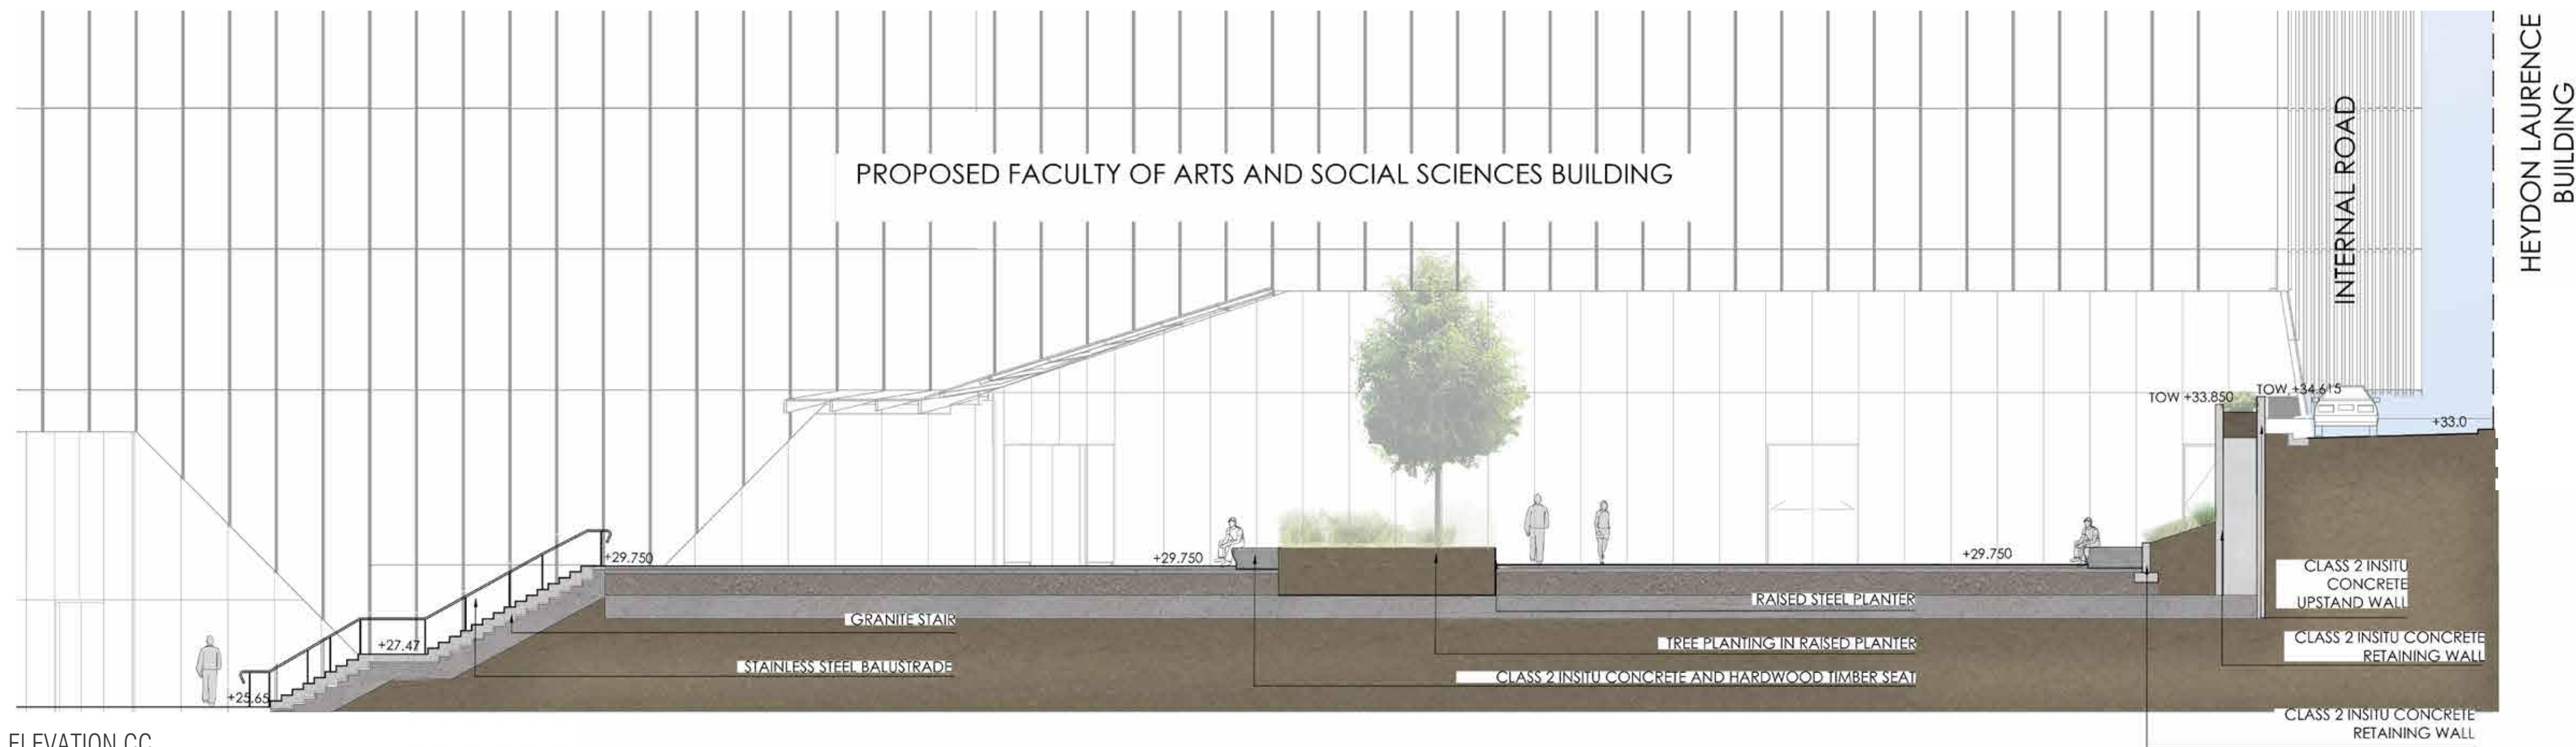 PROPOSED FACULTY OF ARTS AND SOCIAL SCIENCES BUILDING
INTERNAL ROAD
HEYDON LAURENCE
BUILDING
TOW +33.850
TOW +34.615
+33.0
+29.750
+29.750
+29.750
+27.47
+25.65
GRANITE STAIR
STAINLESS STEEL BALUSTRADE
RAISED STEEL PLANTER
TREE PLANTING IN RAISED PLANTER
CLASS 2 INSITU CONCRETE AND HARDWOOD TIMBER SEAT
CLASS 2 INSITU
CONCRETE
UPSTAND WALL
CLASS 2 INSITU CONCRETE
RETAINING WALL
CLASS 2 INSITU CONCRETE
RETAINING WALL
ELEVATION CC